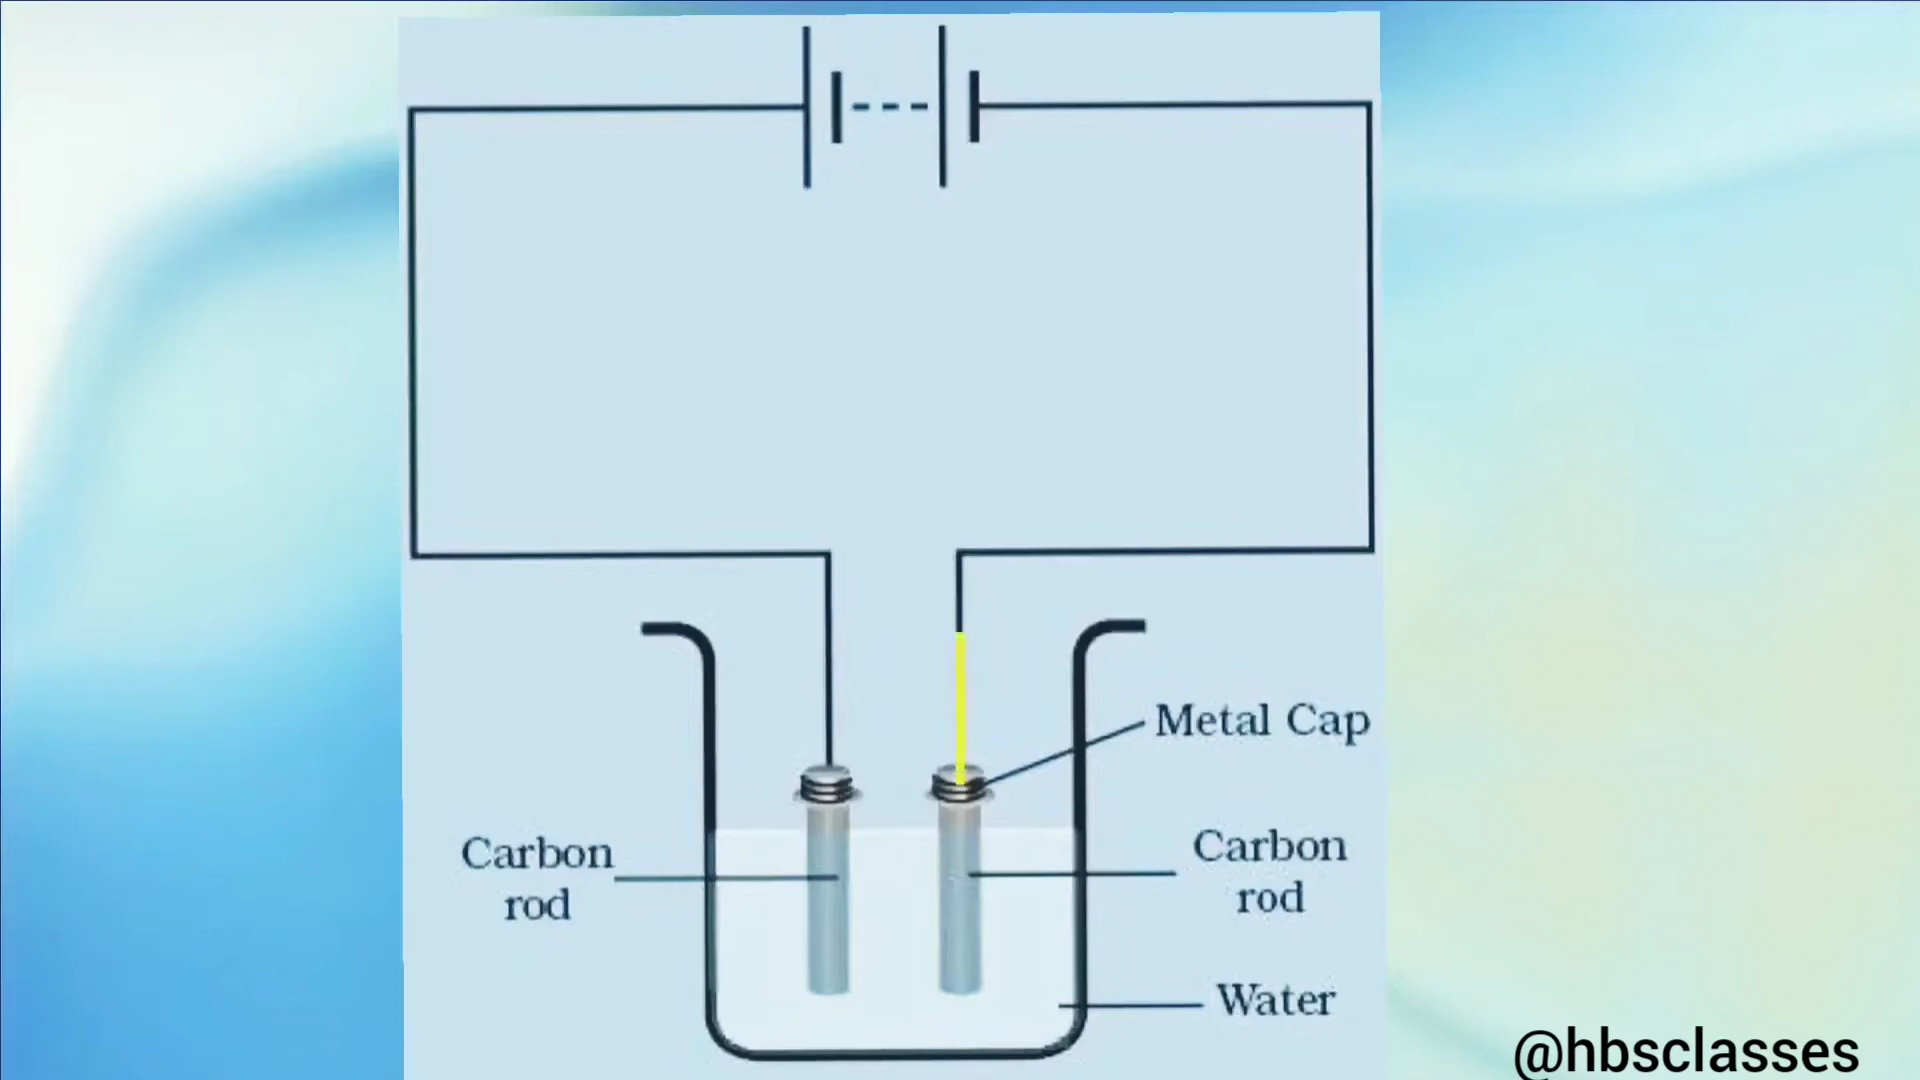 Metal Cap
Carbon
rod
Carbon
rod
Water
@hbsclasses